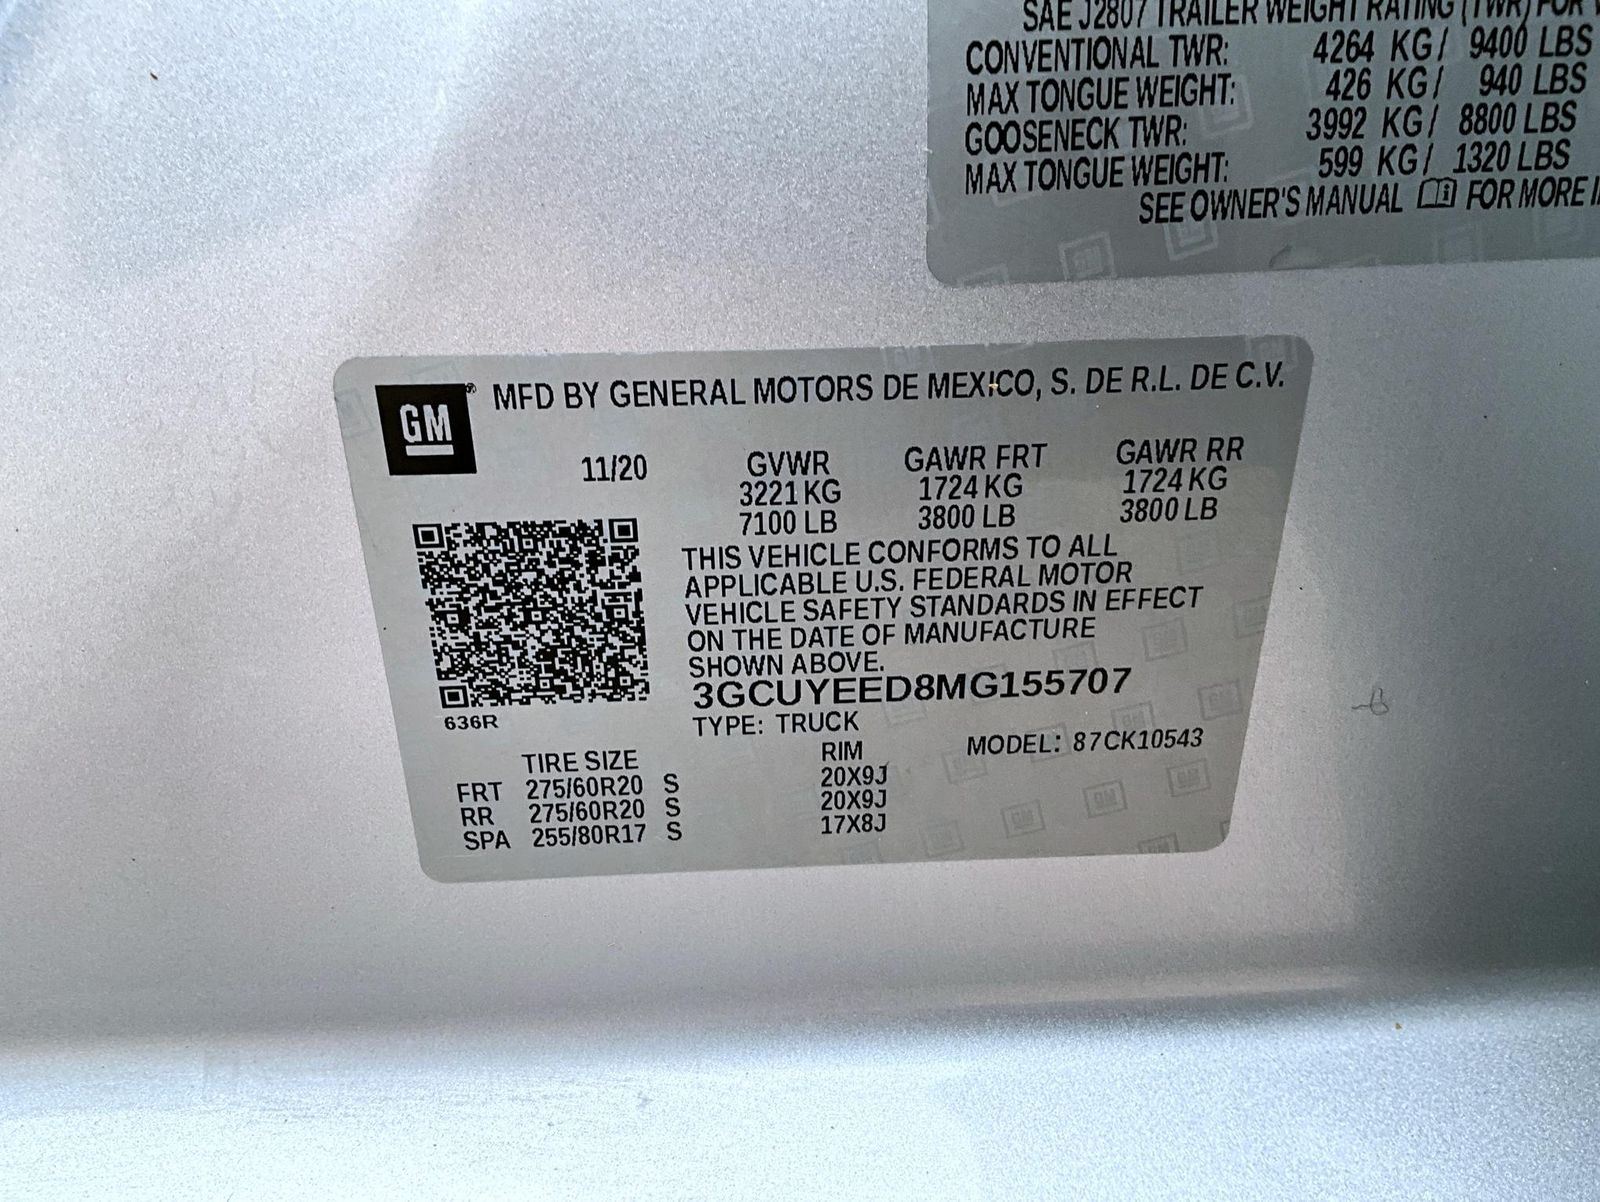 SAE J2807 TRAILER WEIGHT RATING (TWR) FOR
CONVENTIONAL TWR: 4264 KG/ 9400 LBS
MAX TONGUE WEIGHT: 426 KG/ 940 LBS
GOOSENECK TWR: 3992 KG/ 8800 LBS
MAX TONGUE WEIGHT: 599 KG/ 1320 LBS
SEE OWNER'S MANUAL FOR MORE
GM® MFD BY GENERAL MOTORS DE MEXICO, S. DE R.L. DE C.V.
11/20 GVWR GAWR FRT GAWR RR
3221 KG 1724 KG 1724 KG
7100 LB 3800 LB 3800 LB
THIS VEHICLE CONFORMS TO ALL
APPLICABLE U.S. FEDERAL MOTOR
VEHICLE SAFETY STANDARDS IN EFFECT
ON THE DATE OF MANUFACTURE
SHOWN ABOVE.
3GCUYEED8MG155707
636R
TYPE: TRUCK
TIRE SIZE RIM MODEL: 87CK10543
FRT 275/60R20 S 20X9J
RR 275/60R20 S 20X9J
SPA 255/80R17 S 17X8J